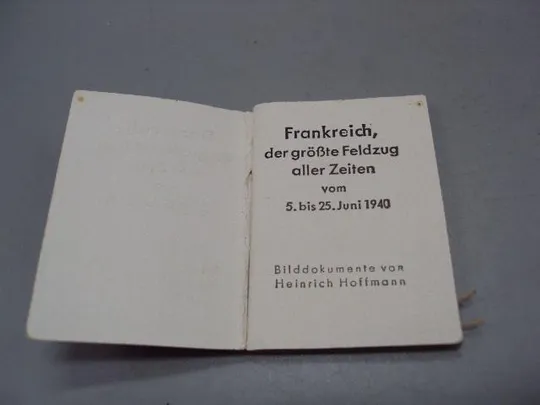 Frankreich,
der größte Feldzug
aller Zeiten
vom
5. bis 25. Juni 1940
Bilddokumente von
Heinrich Hoffmann